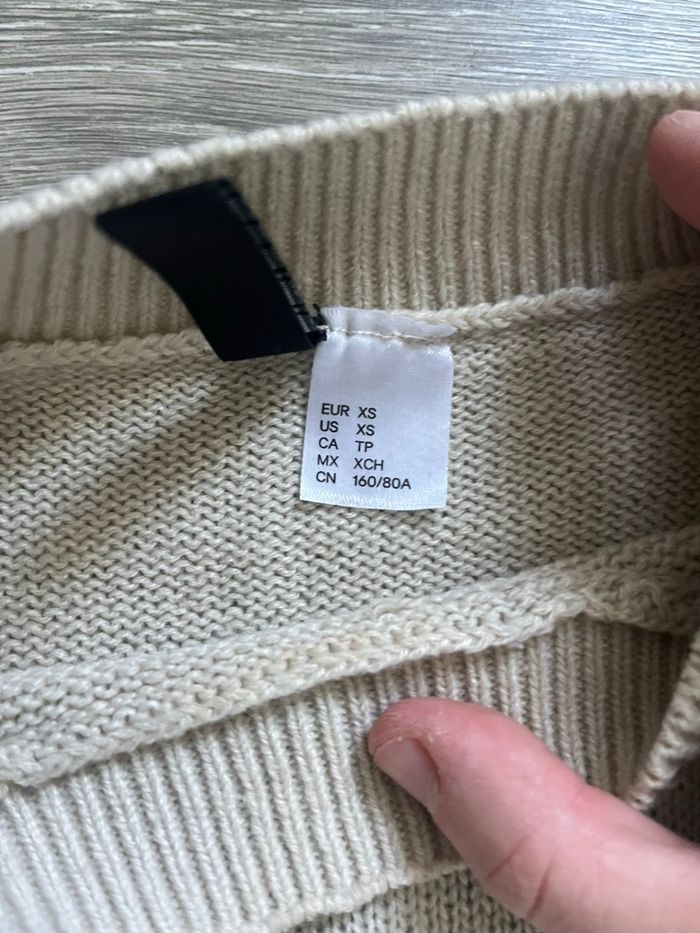 EUR XS
US XS
CA TP
MX XCH
CN 160/80A